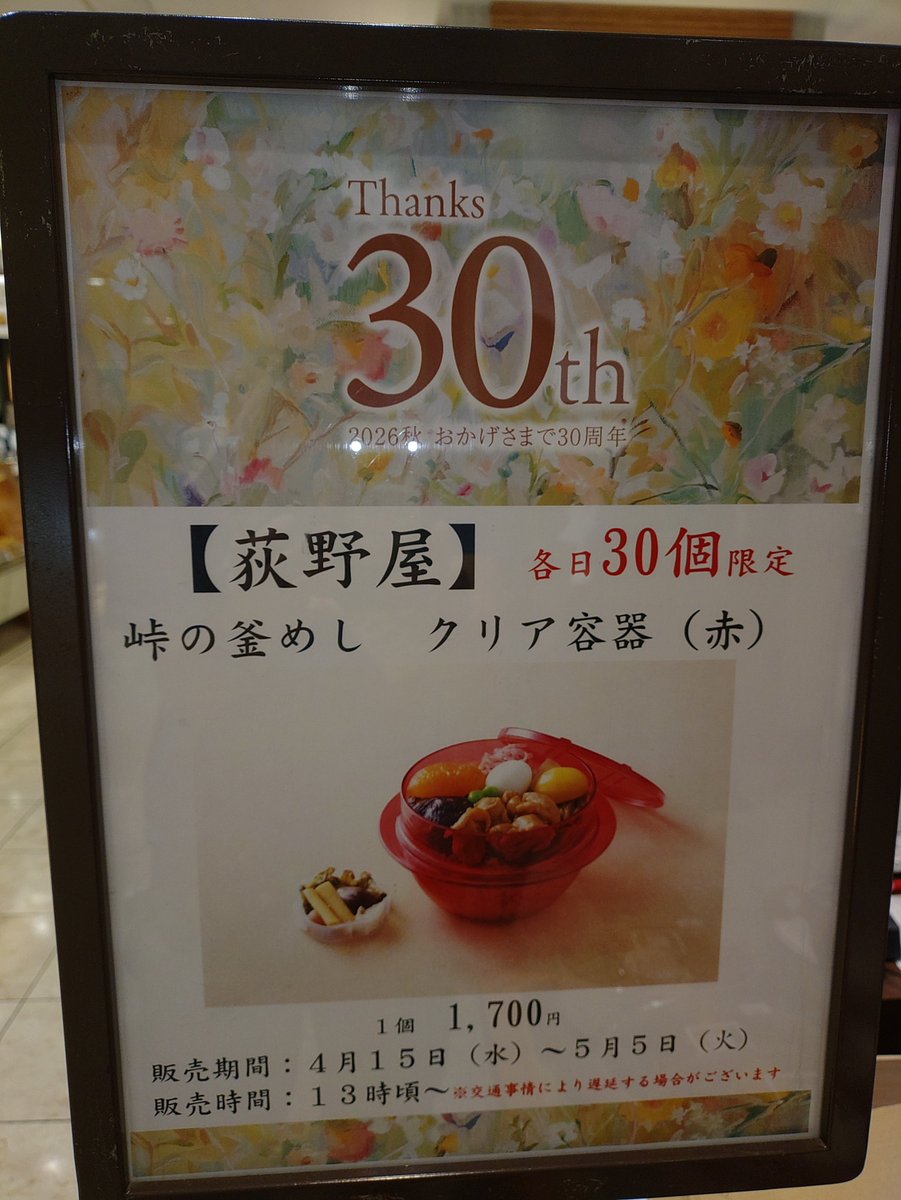 Thanks
30th
2026秋 おかげさまで30周年
【荻野屋】 各日30個限定
峠の釜めし クリア容器（赤）
1個 1,700円
販売期間：4月15日（水）～5月5日（火）
販売時間：13時頃～※交通事情により遅延する場合がございます